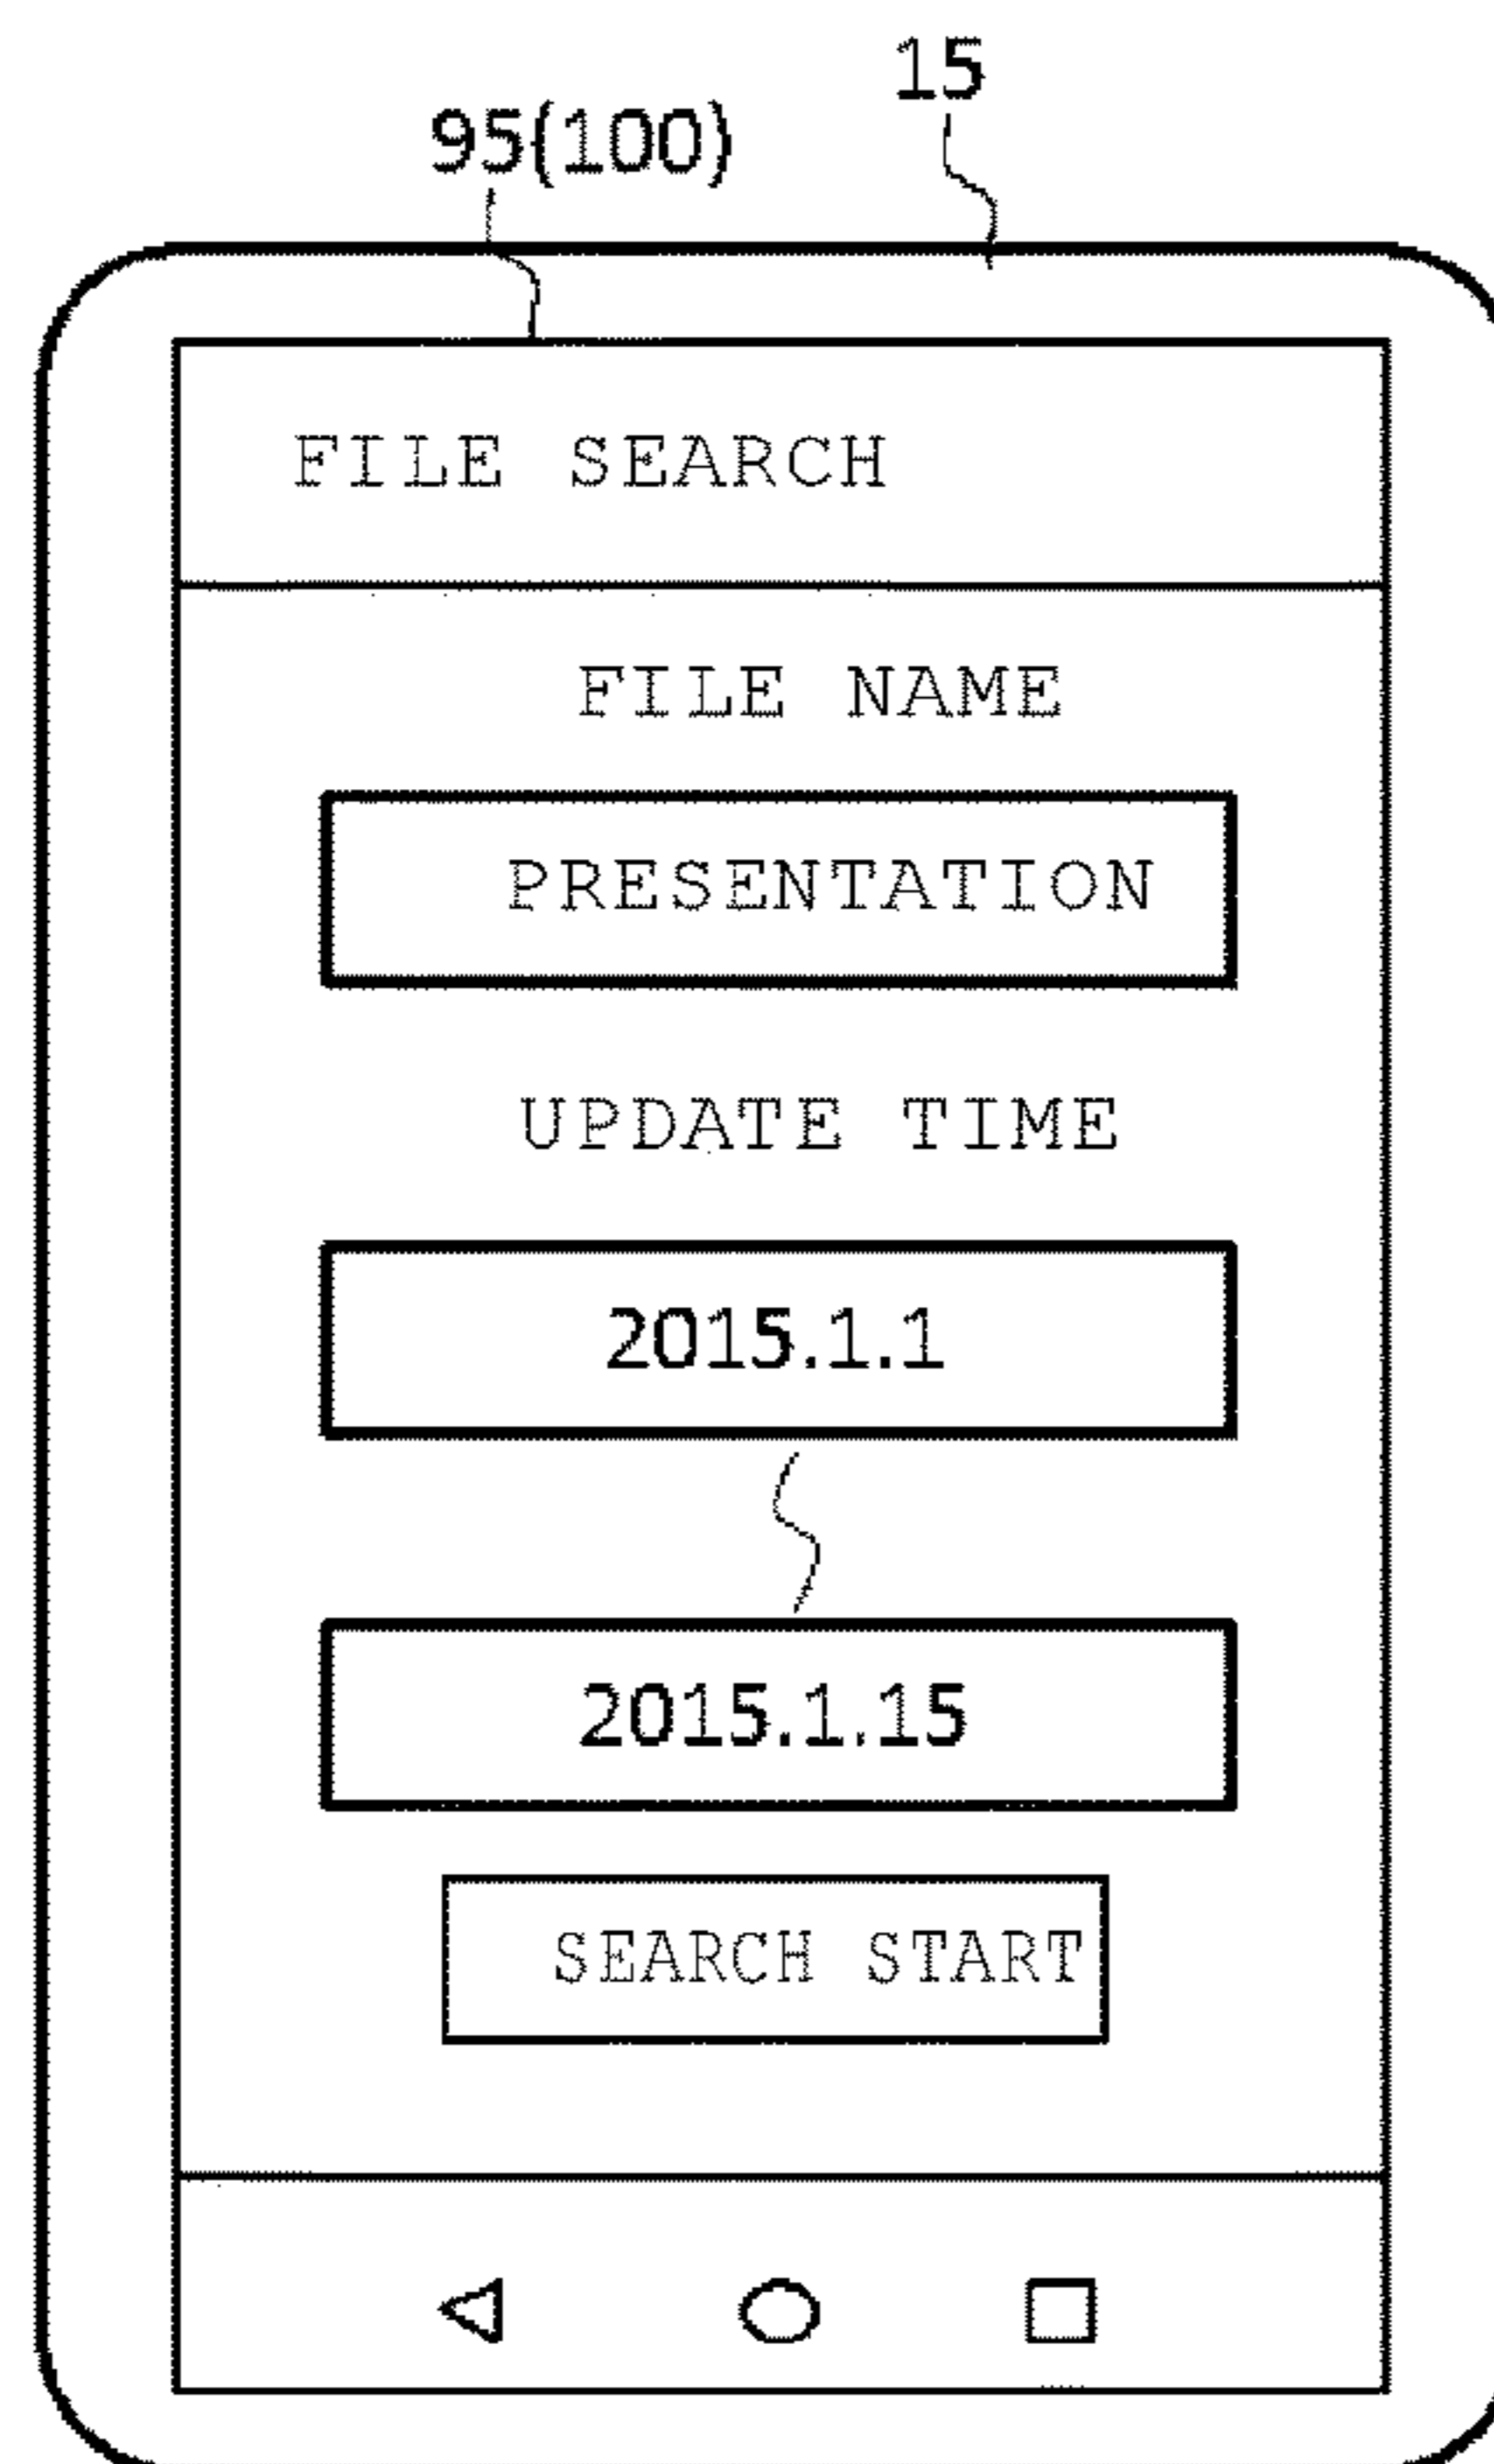 15
95(100)
FILE SEARCH
FILE NAME
PRESENTATION
UPDATE TIME
2015.1.1
2015.1.15
SEARCH START